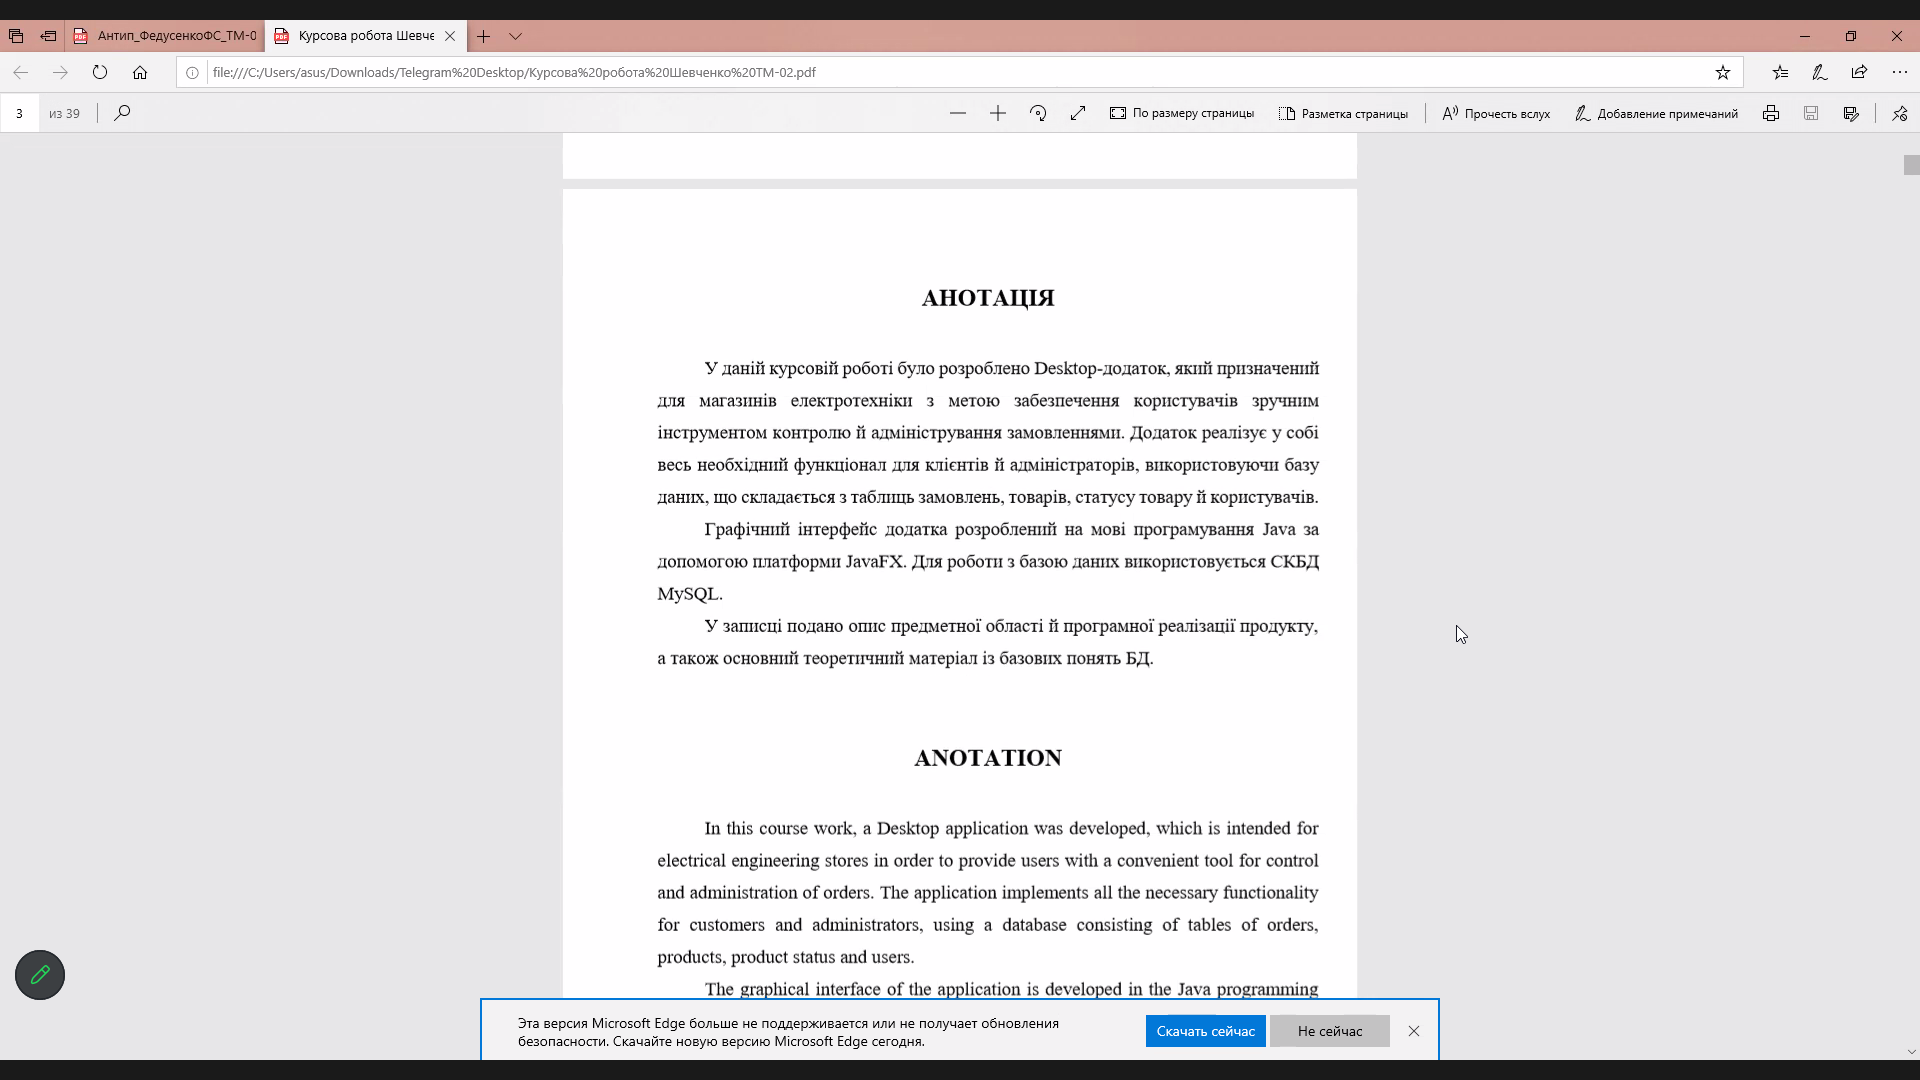 Антип_ФедусенкоФС_ТМ-0
Курсова робота Шевче
file:///C:/Users/asus/Downloads/Telegram%20Desktop/Курсова%20робота%20Шевченко%20ТМ-02.pdf
3 из 39
По размеру страницы
Разметка страницы
Прочесть вслух
Добавление примечаний
АНОТАЦІЯ
У даній курсовій роботі було розроблено Desktop-додаток, який призначений
для магазинів електротехніки з метою забезпечення користувачів зручним
інструментом контролю й адміністрування замовленнями. Додаток реалізує у собі
весь необхідний функціонал для клієнтів й адміністраторів, використовуючи базу
даних, що складається з таблиць замовлень, товарів, статусу товару й користувачів.
Графічний інтерфейс додатка розроблений на мові програмування Java за
допомогою платформи JavaFX. Для роботи з базою даних використовується СКБД
MySQL.
У записці подано опис предметної області й програмної реалізації продукту,
а також основний теоретичний матеріал із базових понять БД.
ANOTATION
In this course work, a Desktop application was developed, which is intended for
electrical engineering stores in order to provide users with a convenient tool for control
and administration of orders. The application implements all the necessary functionality
for customers and administrators, using a database consisting of tables of orders,
products, product status and users.
The graphical interface of the application is developed in the Java programming
Эта версия Microsoft Edge больше не поддерживается или не получает обновления
безопасности. Скачайте новую версию Microsoft Edge сегодня.
Скачать сейчас
Не сейчас